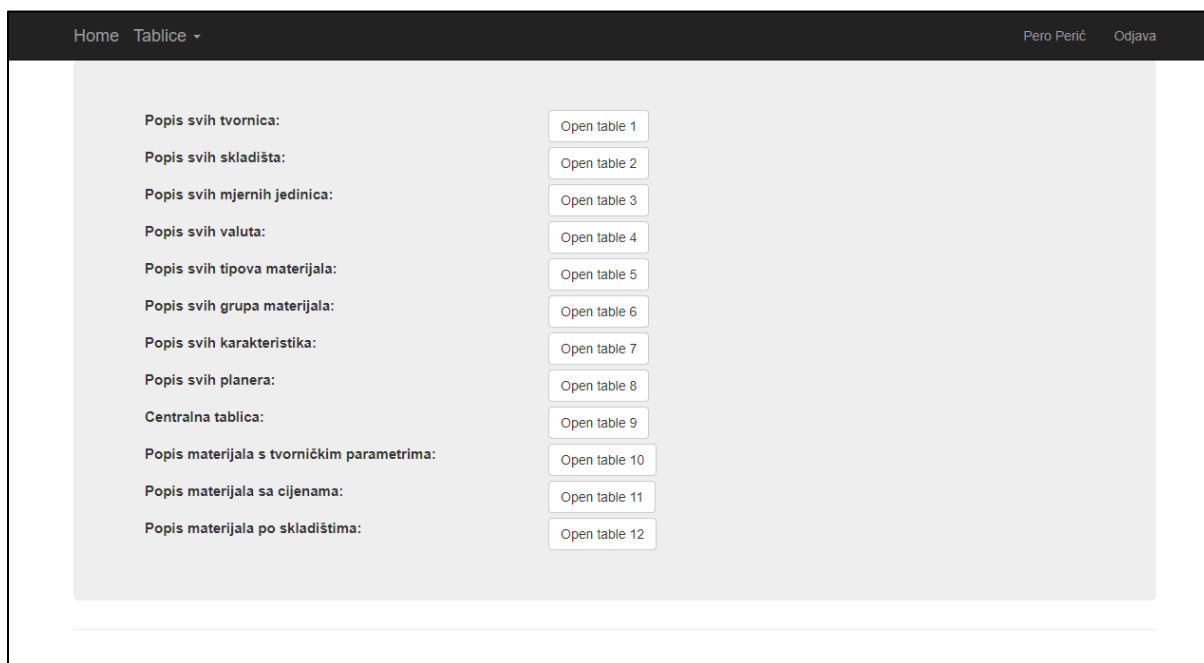 Home Tablice Pero Perić Odjava
Popis svih tvornica: Open table 1
Popis svih skladišta: Open table 2
Popis svih mjernih jedinica: Open table 3
Popis svih valuta: Open table 4
Popis svih tipova materijala: Open table 5
Popis svih grupa materijala: Open table 6
Popis svih karakteristika: Open table 7
Popis svih planera: Open table 8
Centralna tablica: Open table 9
Popis materijala s tvorničkim parametrima: Open table 10
Popis materijala sa cijenama: Open table 11
Popis materijala po skladištima: Open table 12